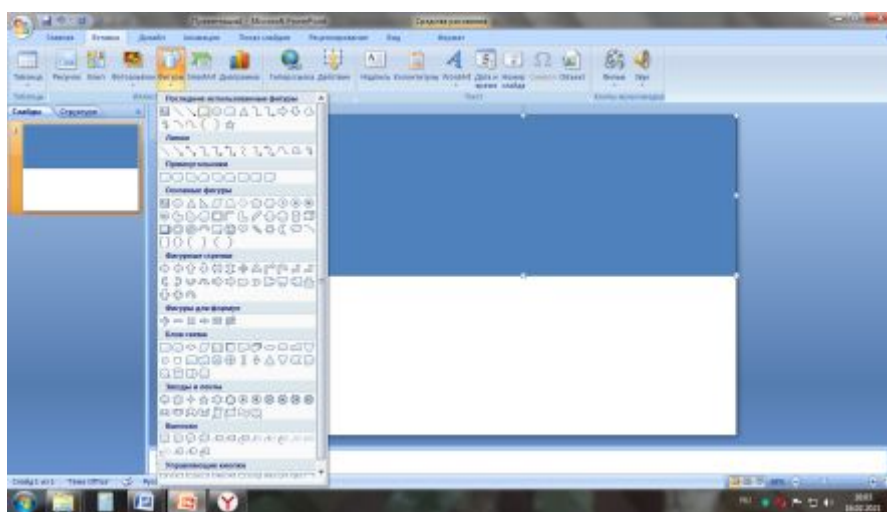 Презентация1 - Microsoft PowerPoint
Средства рисования
Главная Вставка Дизайн Анимация Показ слайдов Рецензирование Вид Формат
Таблица Рисунок Клип Фотоальбом Фигуры SmartArt Диаграмма Гиперссылка Действие Надпись Колонтитулы WordArt Дата и время Номер слайда Символ Объект Фильм Звук
Таблицы
Текст
Клипы мультимедиа
Слайды Структура
Последние использованные фигуры
Линии
Прямоугольники
Основные фигуры
Фигурные стрелки
Фигуры для формул
Блок-схема
Звезды и ленты
Выноски
Управляющие кнопки
Слайд 1 из 1 "Тема Office"
RU